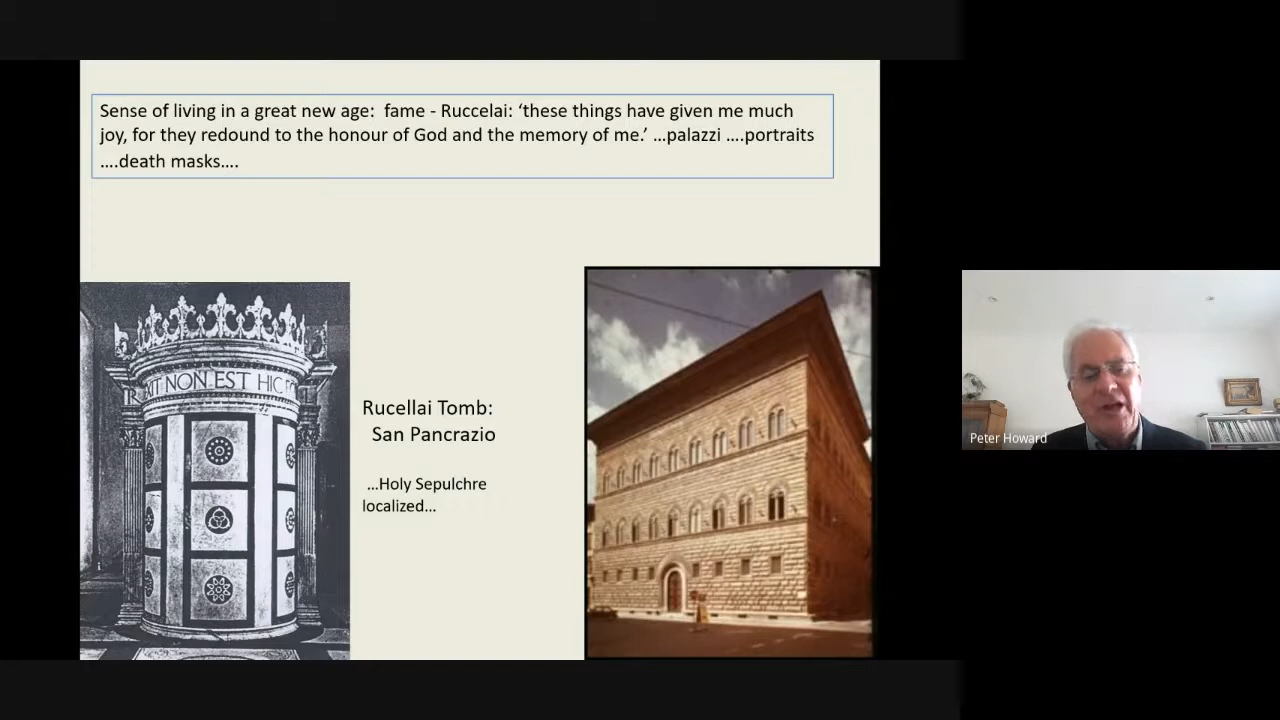 Sense of living in a great new age:  fame - Ruccelai: ‘these things have given me much
joy, for they redound to the honour of God and the memory of me.’ …palazzi ….portraits
….death masks….
NON EST HIC
Rucellai Tomb:
San Pancrazio
…Holy Sepulchre
localized…
Peter Howard